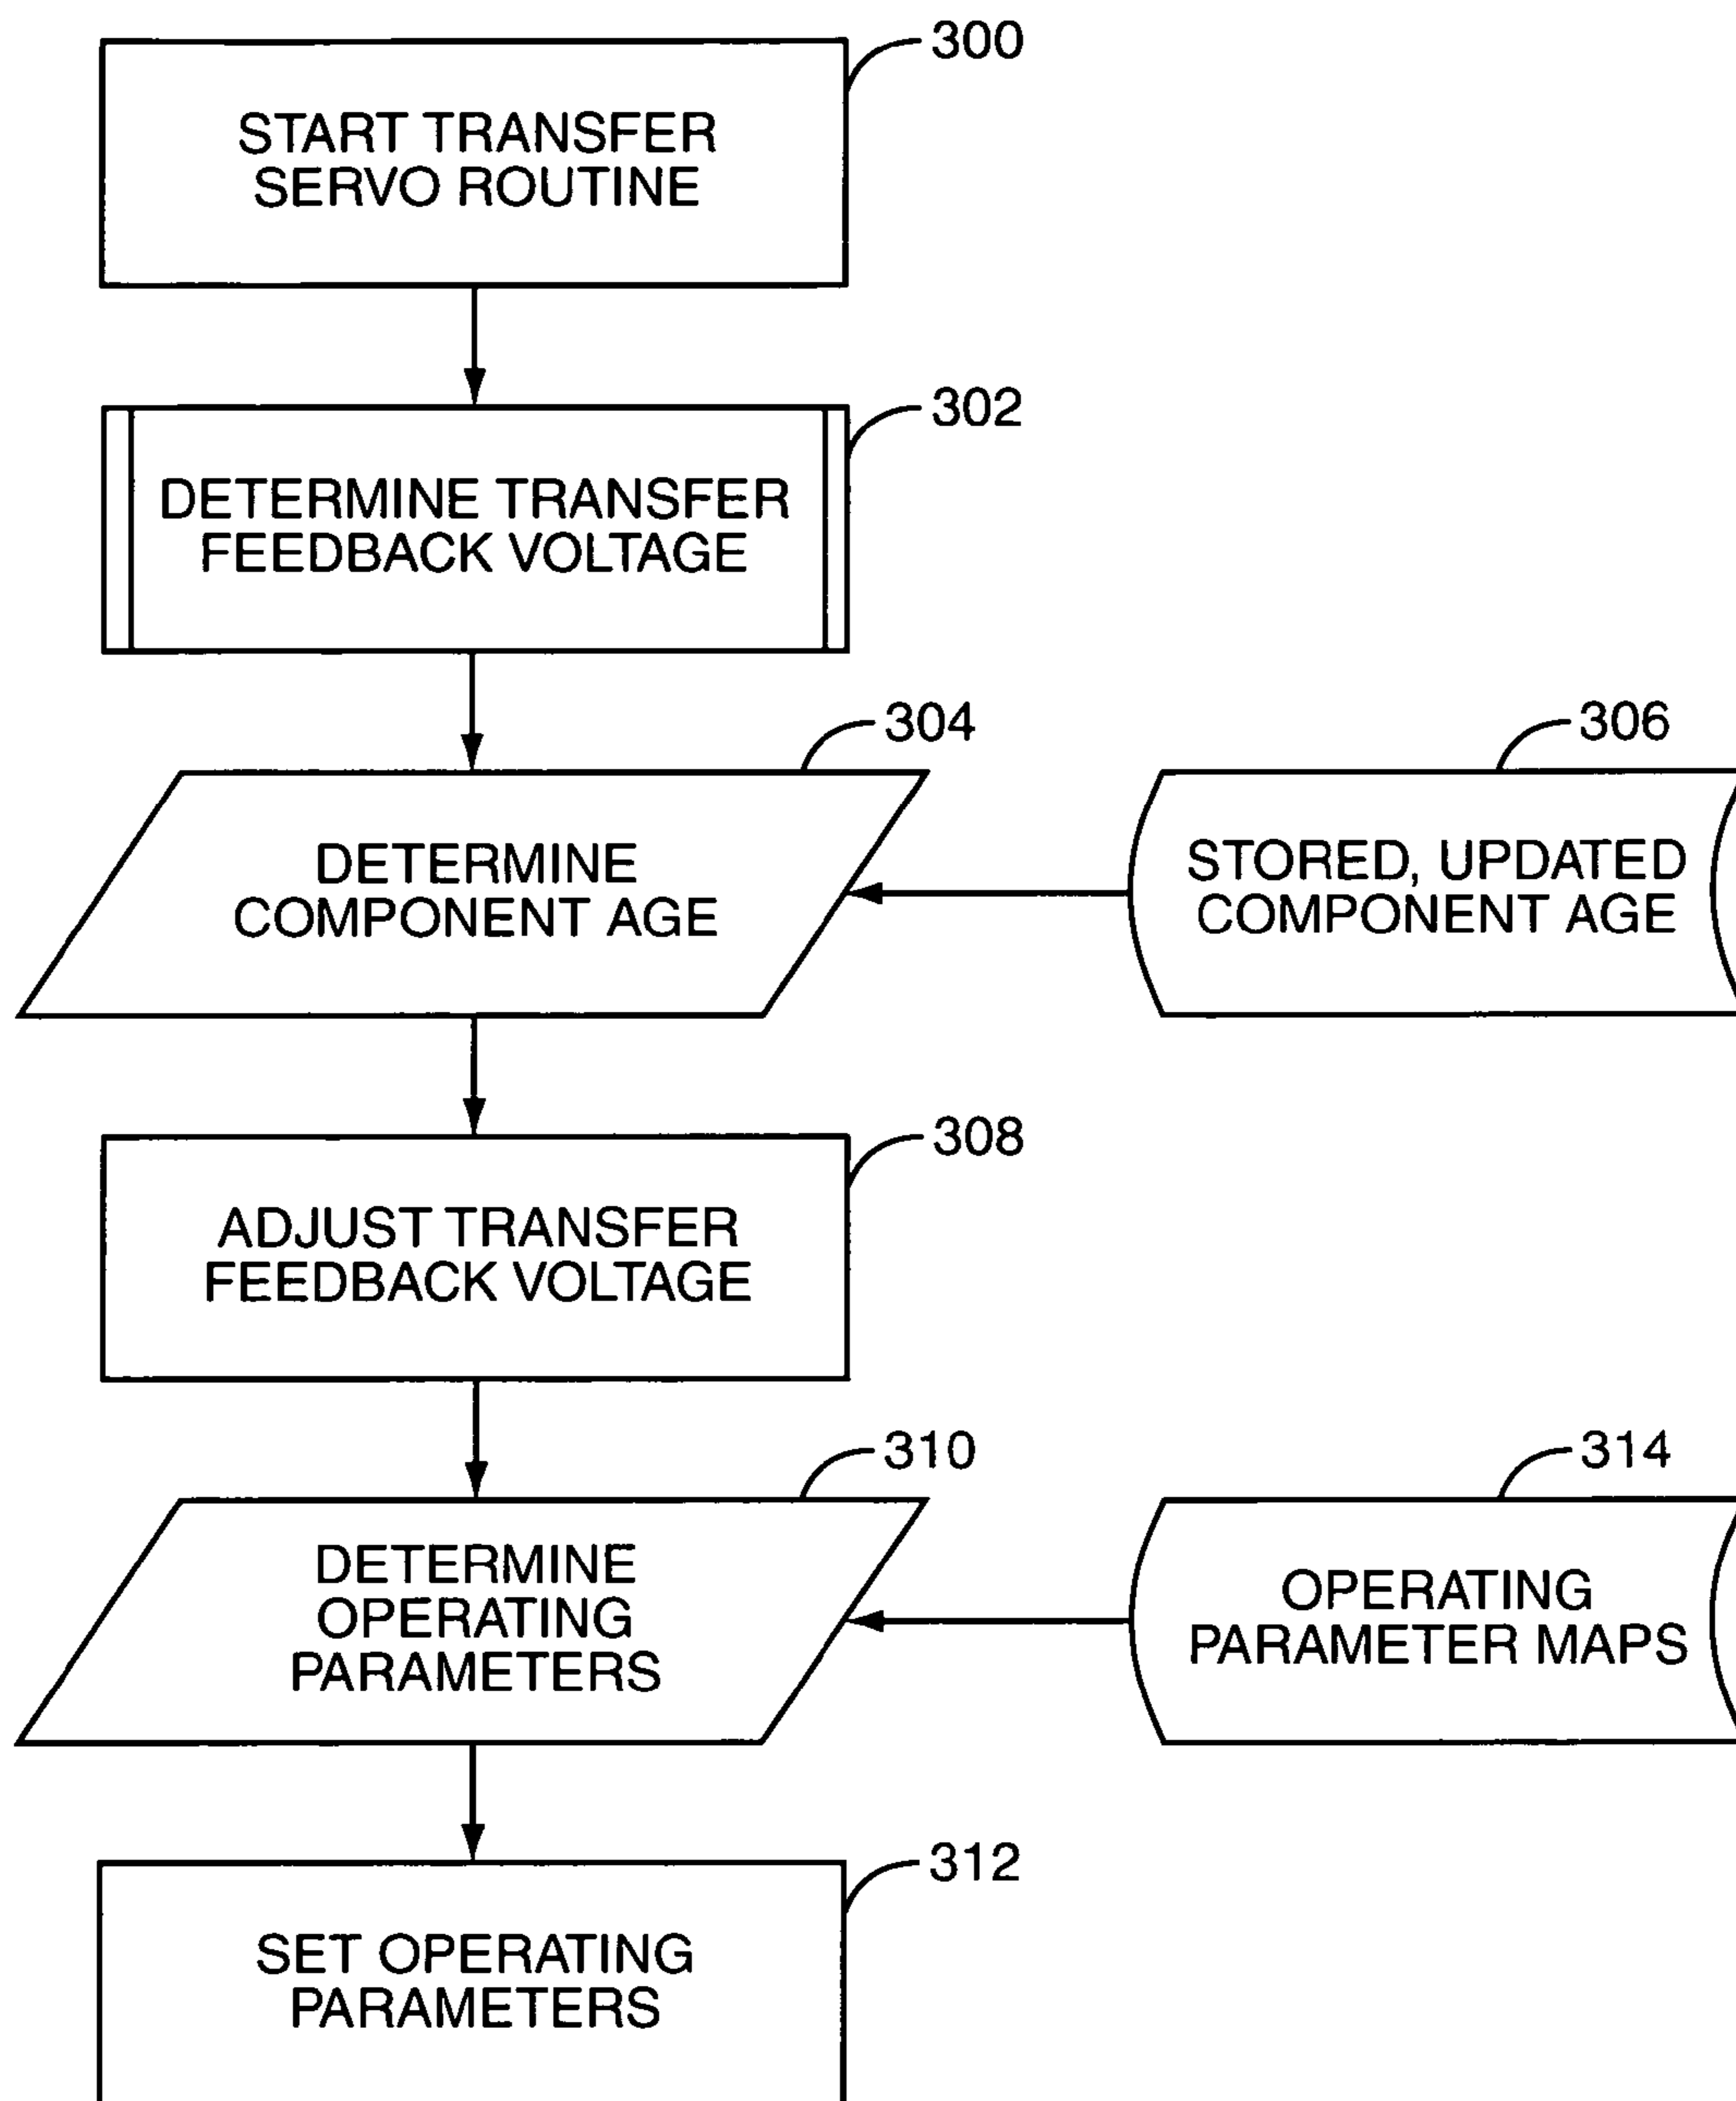 300
START TRANSFER
SERVO ROUTINE
302
DETERMINE TRANSFER
FEEDBACK VOLTAGE
304
DETERMINE
COMPONENT AGE
306
STORED, UPDATED
COMPONENT AGE
308
ADJUST TRANSFER
FEEDBACK VOLTAGE
310
DETERMINE
OPERATING
PARAMETERS
314
OPERATING
PARAMETER MAPS
312
SET OPERATING
PARAMETERS